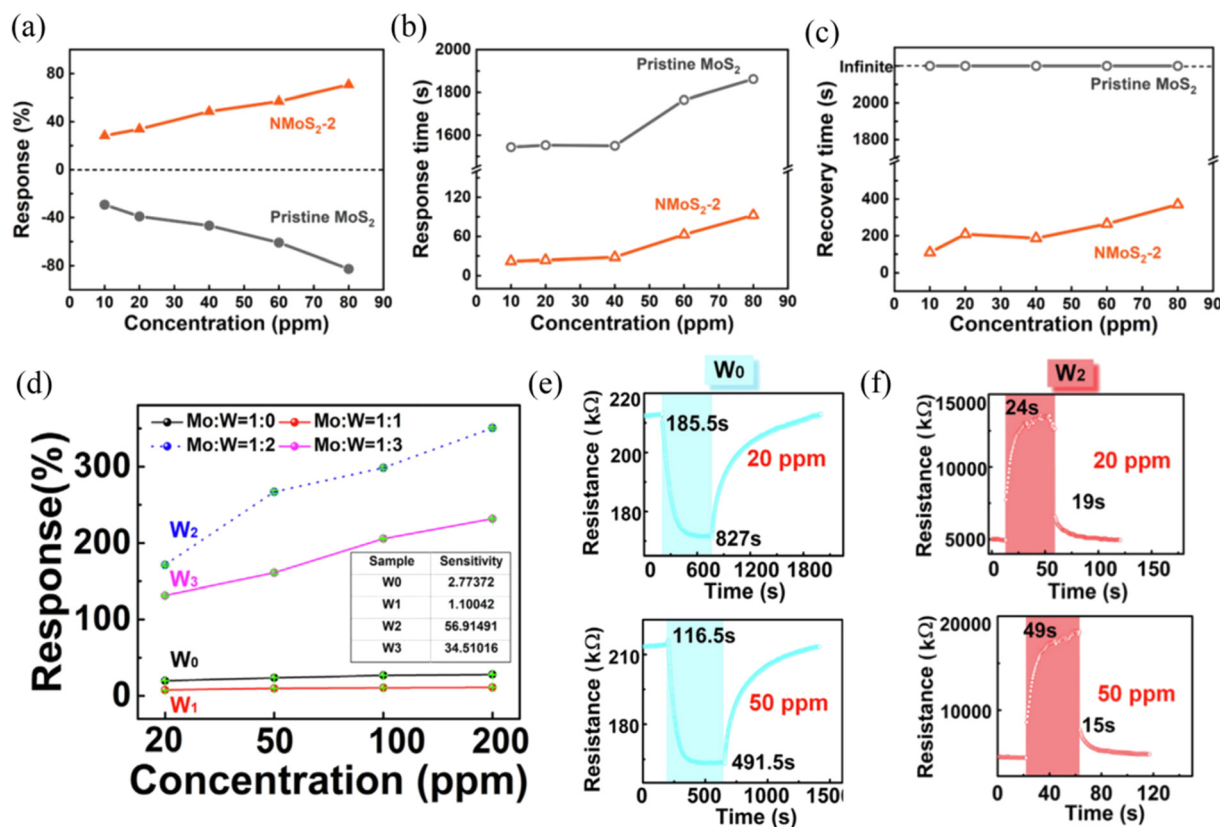 (a)
80
40
0
-40
-80
Response (%)
NMoS2-2
Pristine MoS2
0 10 20 30 40 50 60 70 80 90
Concentration (ppm)
(b)
2000
1800
1600
120
60
0
Response time (s)
Pristine MoS2
NMoS2-2
0 10 20 30 40 50 60 70 80 90
Concentration (ppm)
(c)
Infinite
2000
400
200
0
Recovery time (s)
Pristine MoS2
NMoS2-2
0 10 20 30 40 50 60 70 80 90
Concentration (ppm)
(d)
Mo:W=1:0 Mo:W=1:1
Mo:W=1:2 Mo:W=1:3
300
200
100
0
Response(%)
W2
W3
W0
W1
Sample Sensitivity
W0 2.77372
W1 1.10042
W2 56.91491
W3 34.51016
20 50 100 200
Concentration (ppm)
(e)
W0
220
210
190
170
Resistance (kΩ)
185.5s
20 ppm
827s
0 600 1200 1900
Time (s)
210
180
Resistance (kΩ)
116.5s
50 ppm
491.5s
0 500 1000 1500
Time (s)
(f)
W2
15000
10000
5000
Resistance (kΩ)
24s
20 ppm
19s
0 50 100 150
Time (s)
20000
10000
Resistance (kΩ)
49s
50 ppm
15s
0 40 80 120 160
Time (s)